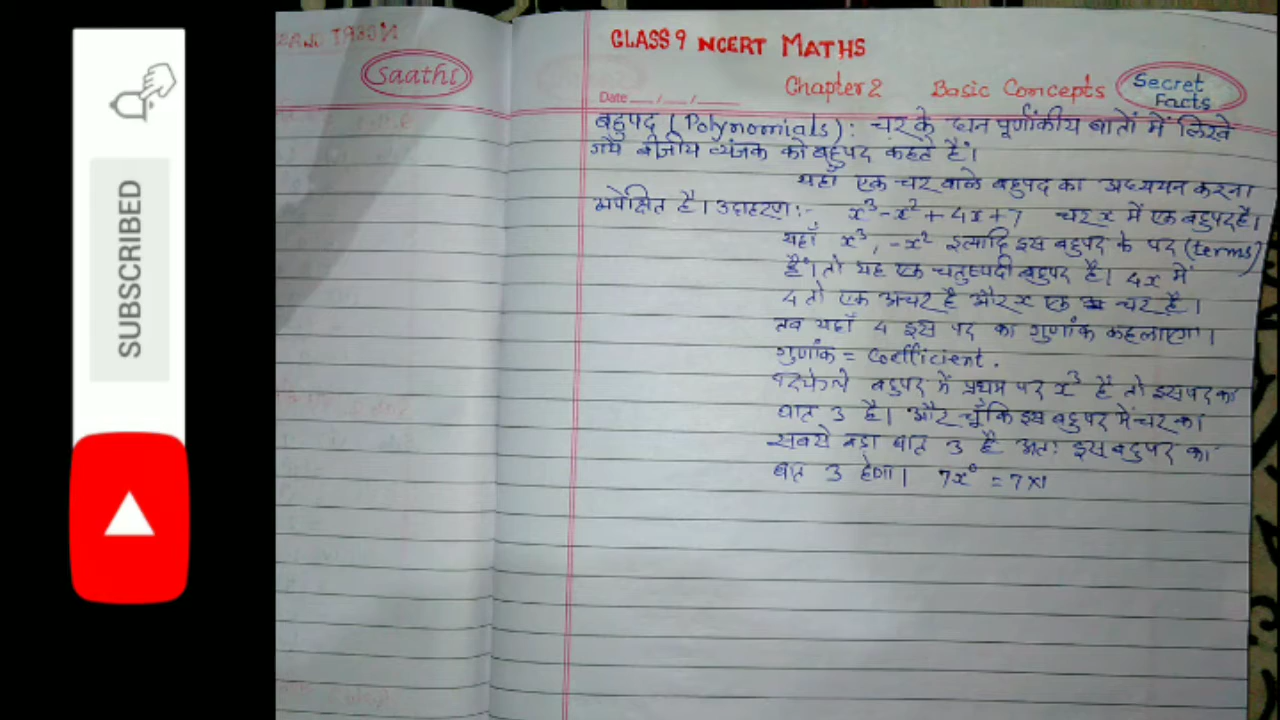 SUBSCRIBED
Saathi
CLASS 9 NCERT MATHS
Chapter 2 Basic Concepts Secret Facts
Date
बहुपद (Polynomials): चर के धन पूर्णांकीय घातों में लिखे
गये बीजीय व्यंजक को बहुपद कहते हैं।
यहाँ एक चर वाले बहुपद का अध्ययन करना
अपेक्षित है। उदाहरण:- x³-x²+4x+7 चर x में एक बहुपद है।
यहाँ x³, -x² इत्यादि इस बहुपद के पद (terms)
हैं। तो यह एक चतुष्पदी बहुपद है। 4x में
4 तो एक अचर है और x एक चर है।
तब यहाँ 4 इस पद का गुणांक कहलाएगा।
गुणांक = Coefficient.
बहुपद में प्रथम पद x³ है तो इस पद का
घात 3 है। और चूँकि इस बहुपद में चर का
सबसे बड़ा घात 3 है अतः इस बहुपद का
घात 3 होगा। 7x⁰ = 7×1